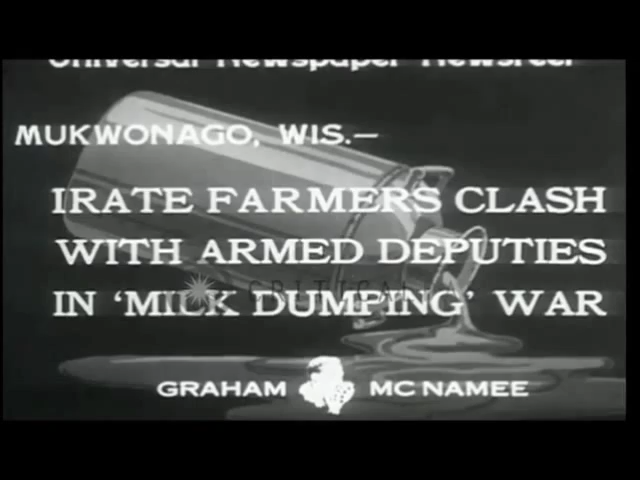 Universal Newspaper Newsreel
MUKWONAGO, WIS.—
IRATE FARMERS CLASH
WITH ARMED DEPUTIES
IN ‘MILK DUMPING’ WAR
GRAHAM MC NAMEE